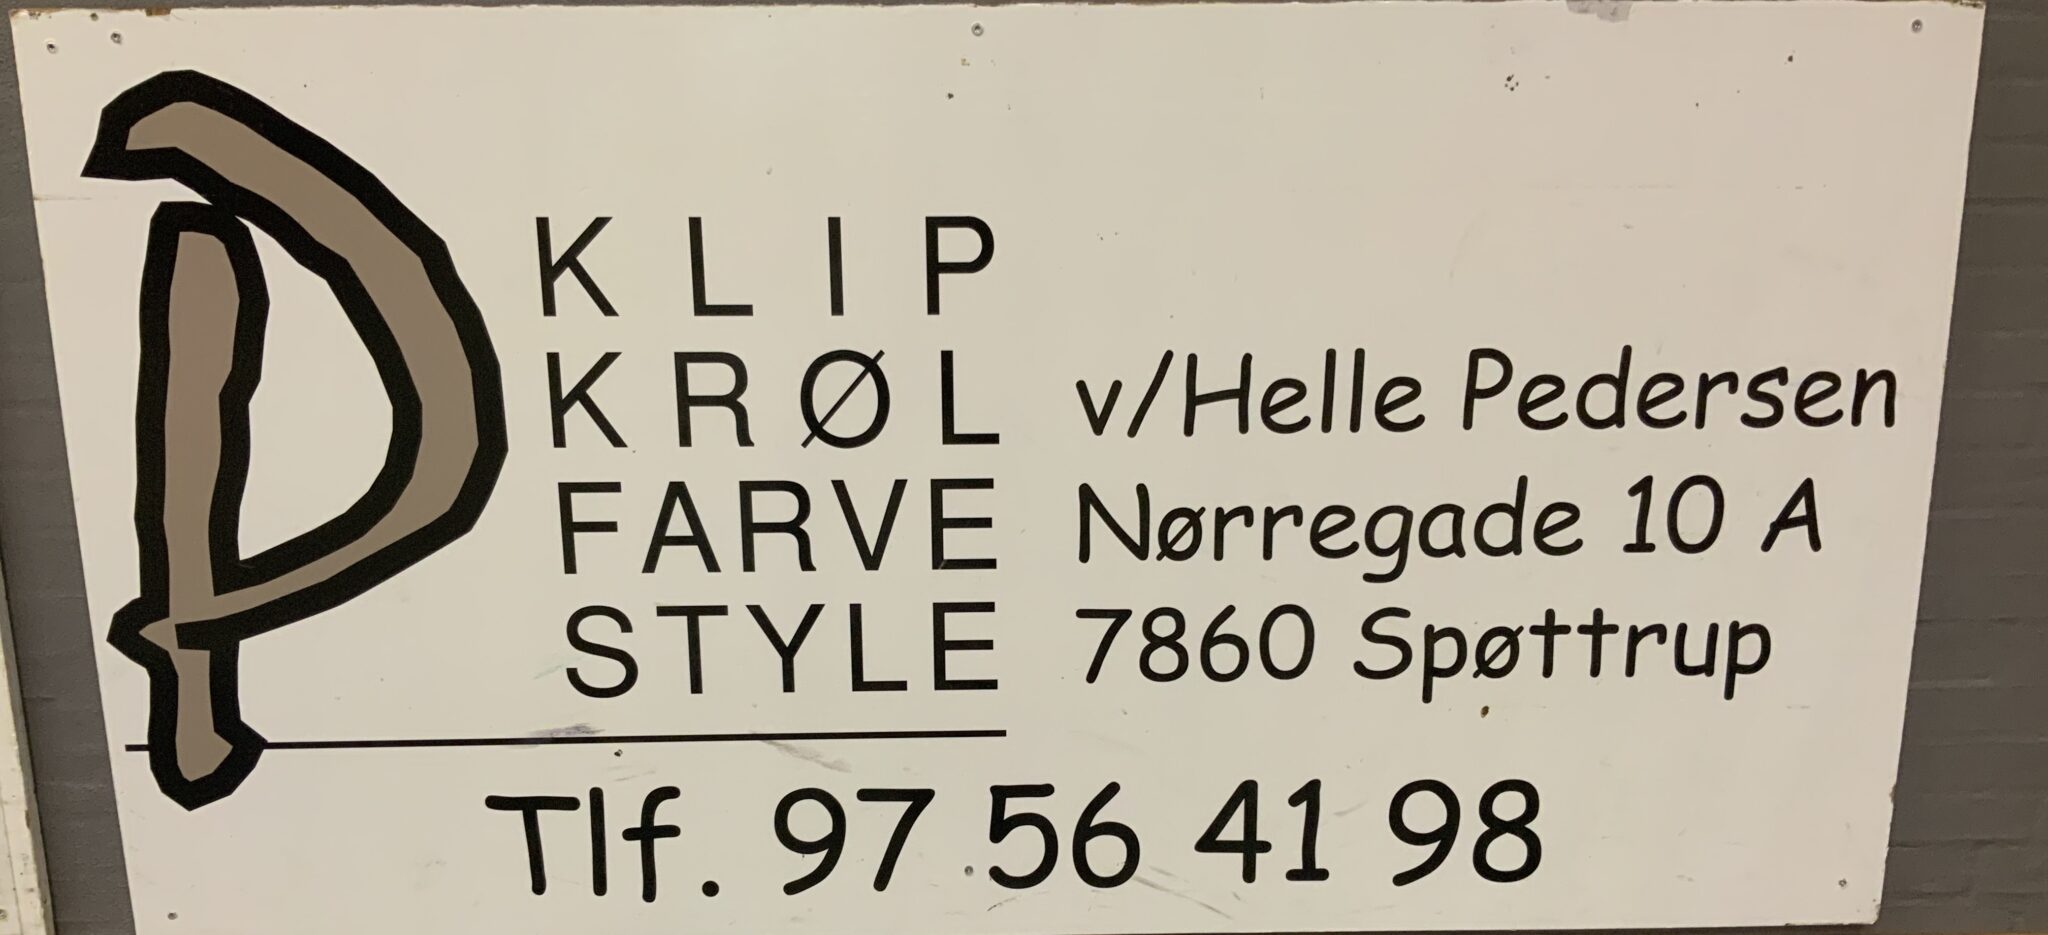 P
KLIP
KRØL
FARVE
STYLE
v/Helle Pedersen
Nørregade 10 A
7860 Spøttrup
Tlf. 97 56 41 98